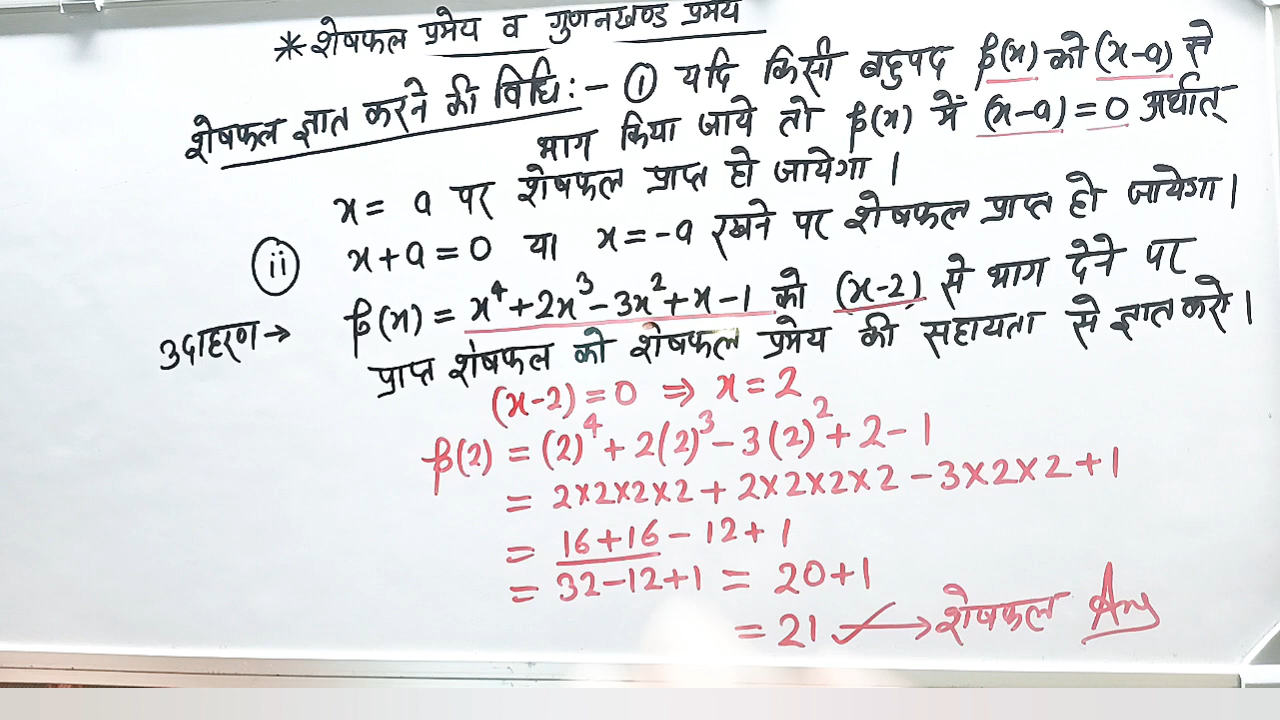 * शेषफल प्रमेय व गुणनखण्ड प्रमेय
शेषफल ज्ञात करने की विधि:- ① यदि किसी बहुपद p(x) को (x-a) से
भाग किया जाये तो p(x) में (x-a) = 0 अर्थात्
x = a पर शेषफल प्राप्त हो जायेगा।
ⅱ x+a = 0 या x = -a रखने पर शेषफल प्राप्त हो जायेगा।
उदाहरण → p(x) = x⁴+2x³-3x²+x-1 को (x-2) से भाग देने पर
प्राप्त शेषफल को शेषफल प्रमेय की सहायता से ज्ञात करो।
(x-2) = 0 ⇒ x = 2
p(2) = (2)⁴ + 2(2)³ - 3(2)² + 2 - 1
= 2×2×2×2 + 2×2×2×2 - 3×2×2 + 1
= 16+16 - 12 + 1
= 32-12+1 = 20+1
= 21 ✓→ शेषफल Ans